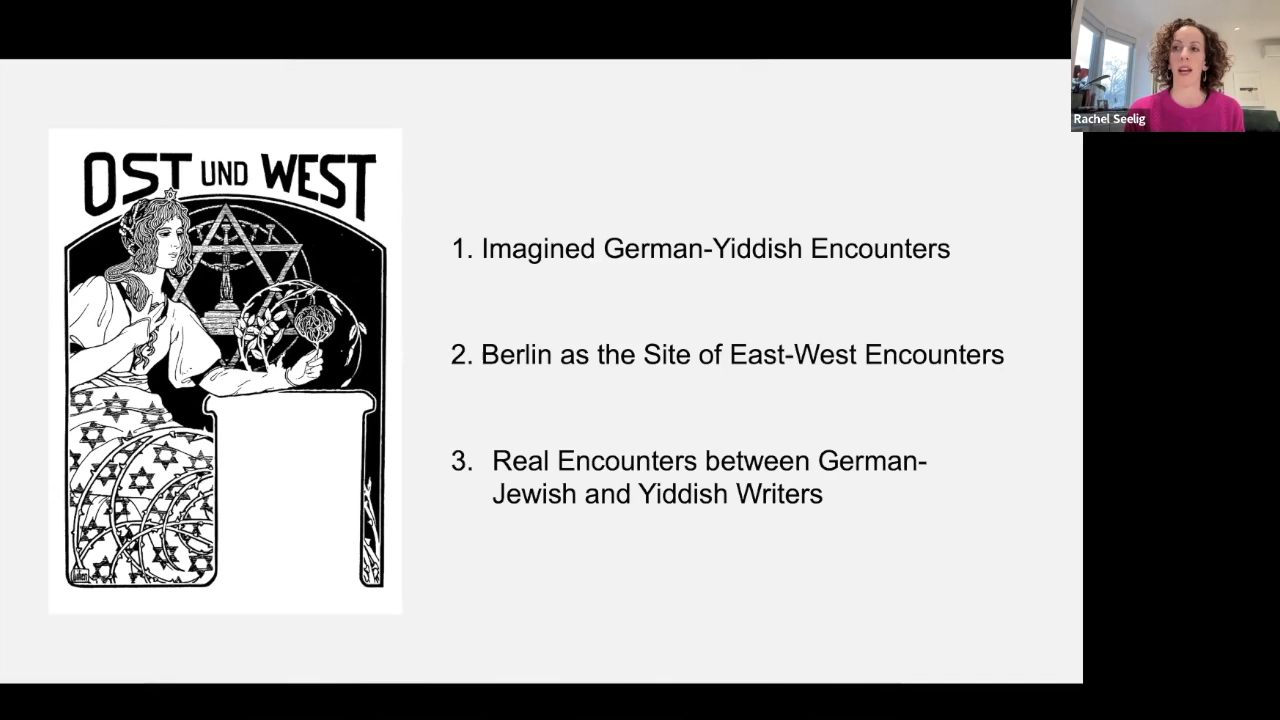 Rachel Seelig
OST UND WEST
1. Imagined German-Yiddish Encounters
2. Berlin as the Site of East-West Encounters
3. Real Encounters between German-
Jewish and Yiddish Writers